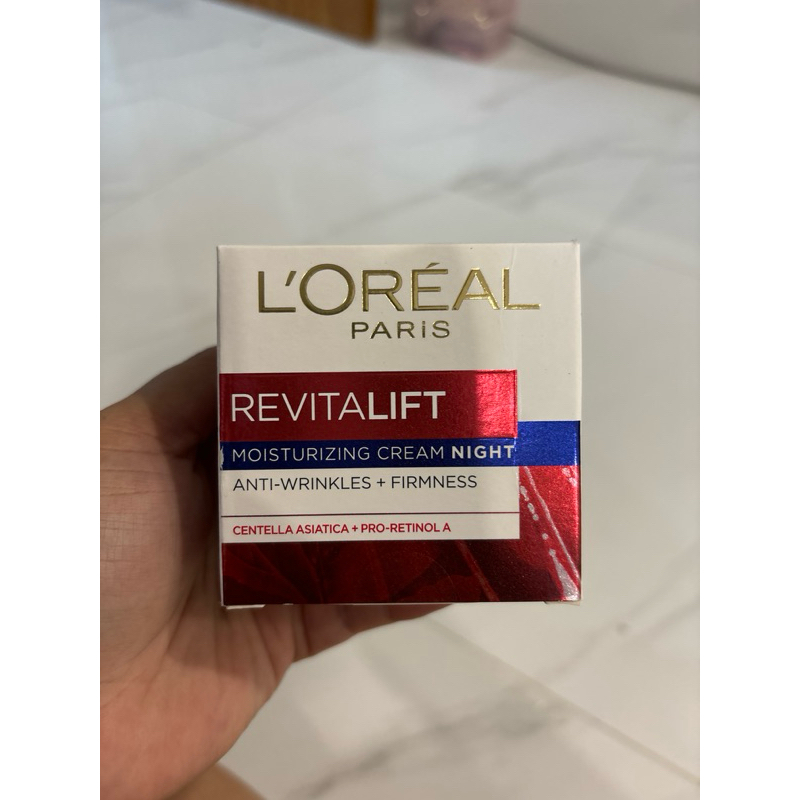 L'ORÉAL
PARIS
REVITALIFT
MOISTURIZING CREAM NIGHT
ANTI-WRINKLES + FIRMNESS
CENTELLA ASIATICA + PRO-RETINOL A